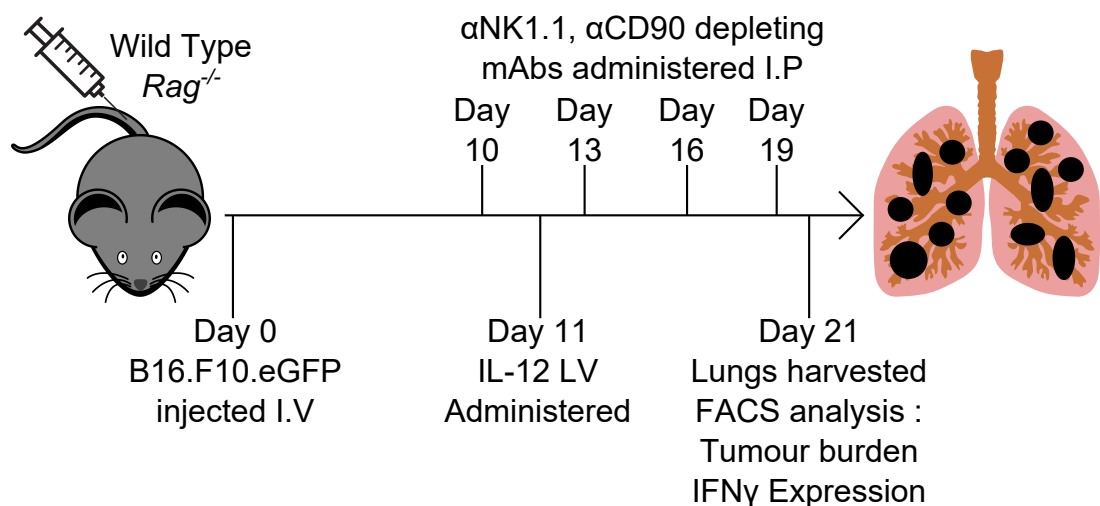 Wild Type
Rag-/-
αNK1.1, αCD90 depleting
mAbs administered I.P
Day 10
Day 13
Day 16
Day 19
Day 0
B16.F10.eGFP
injected I.V
Day 11
IL-12 LV
Administered
Day 21
Lungs harvested
FACS analysis :
Tumour burden
IFNγ Expression